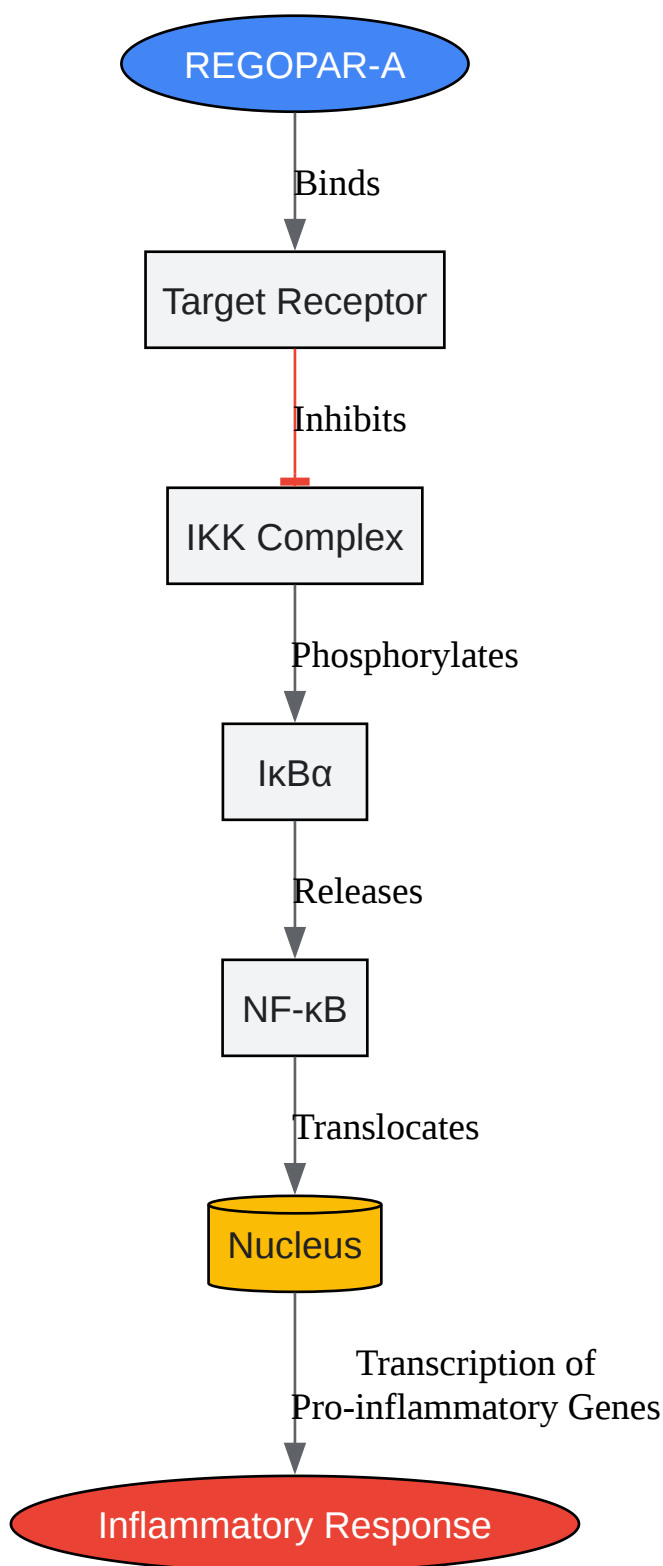 REGOPAR-A
Binds
Target Receptor
Inhibits
IKK Complex
Phosphorylates
IκBα
Releases
NF-κB
Translocates
Nucleus
Transcription of
Pro-inflammatory Genes
Inflammatory Response